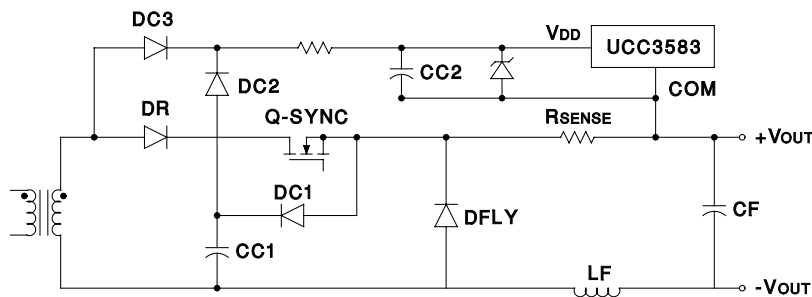 DC3
VDD
UCC3583
DC2
CC2
COM
DR
Q-SYNC
RSENSE
+VOUT
DC1
DFLY
CF
CC1
LF
-VOUT